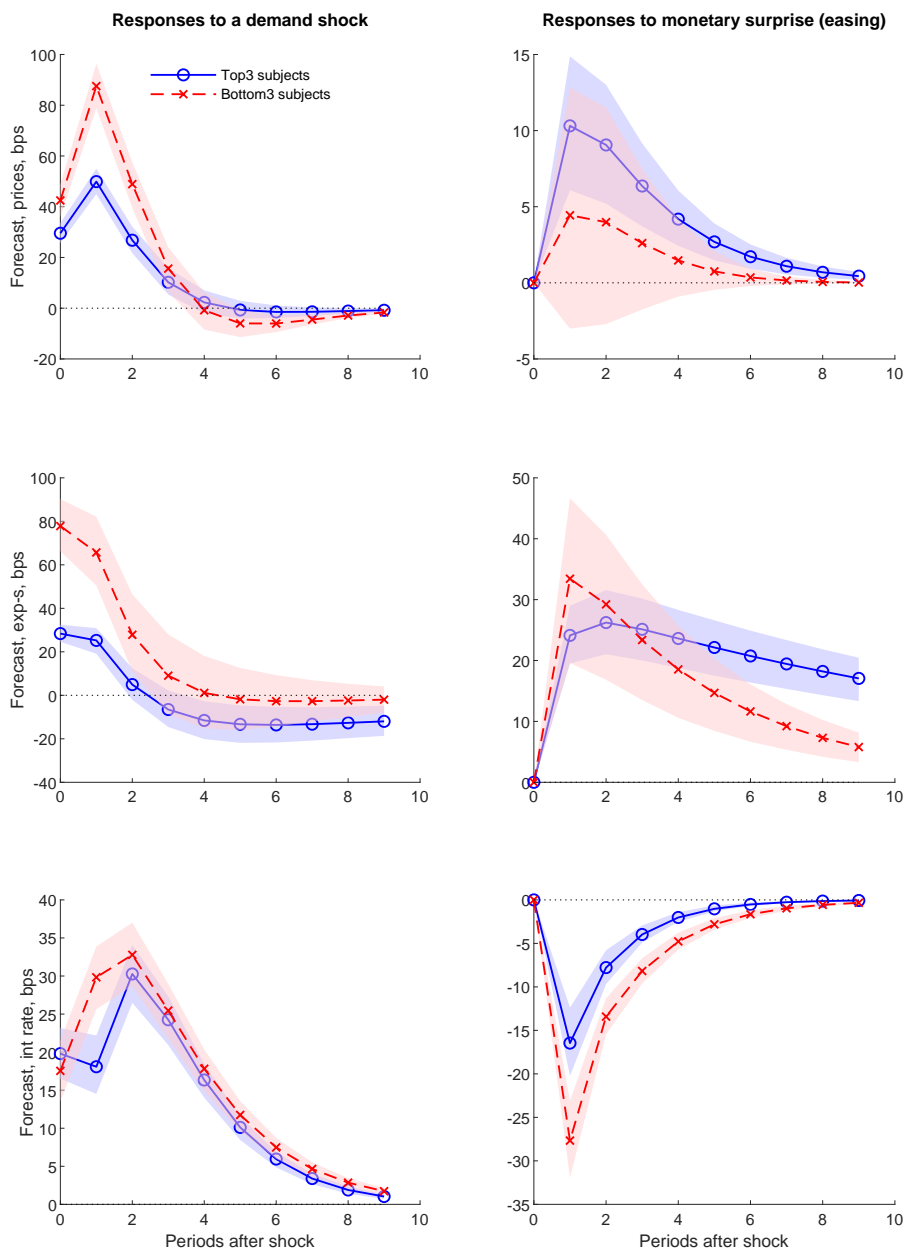 Responses to a demand shock
Responses to monetary surprise (easing)
Forecast, prices, bps
100
80
60
40
20
0
-20
0 2 4 6 8 10
Top3 subjects
Bottom3 subjects
15
10
5
0
-5
0 2 4 6 8 10
Forecast, exp-s, bps
100
80
60
40
20
0
-20
-40
0 2 4 6 8 10
50
40
30
20
10
0
0 2 4 6 8 10
Forecast, int rate, bps
40
35
30
25
20
15
10
5
0
0 2 4 6 8 10
Periods after shock
0
-5
-10
-15
-20
-25
-30
-35
0 2 4 6 8 10
Periods after shock